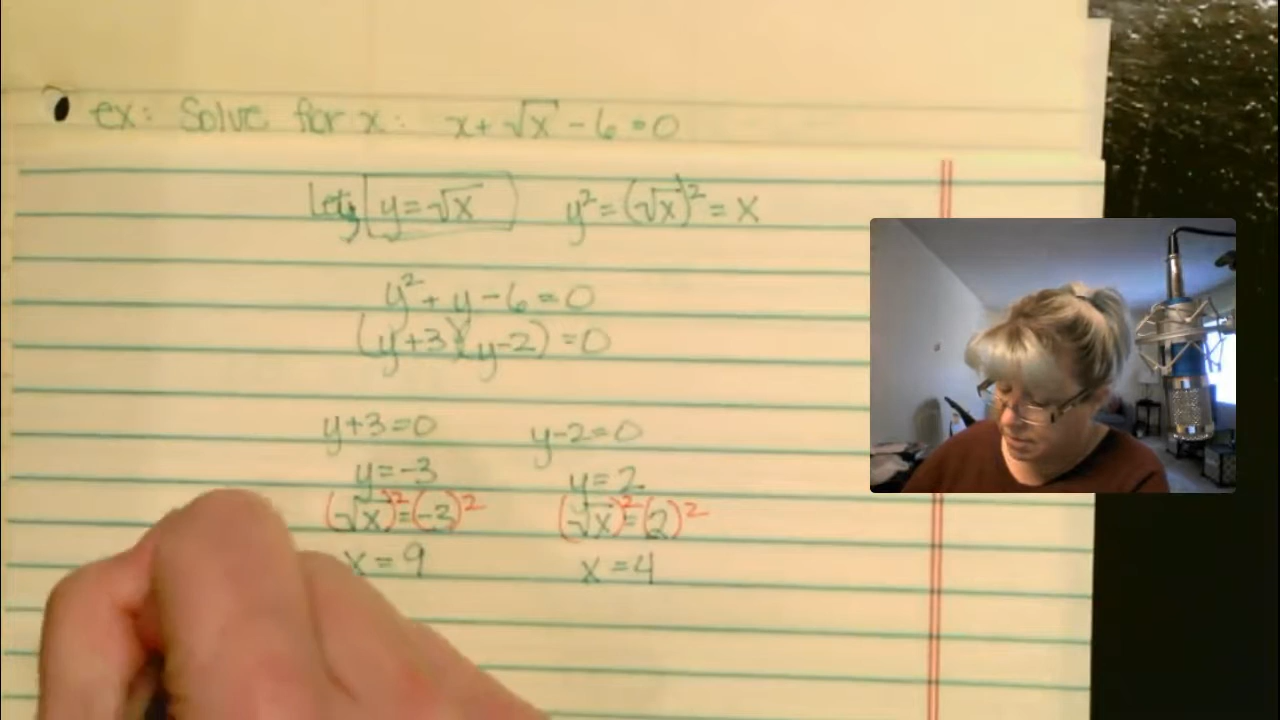 ex: Solve for x: x + √x - 6 = 0
Let y = √x y² = (√x)² = x
y² + y - 6 = 0
(y+3)(y-2) = 0
y+3=0 y-2=0
y=-3 y=2
(√x)²=(-3)² (√x)²=(2)²
x=9 x=4